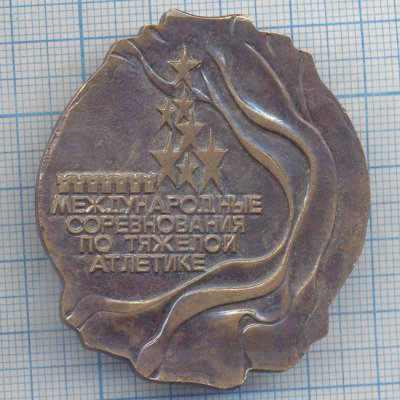 МЕЖДУНАРОДНЫЕ
СОРЕВНОВАНИЯ
ПО ТЯЖЕЛОЙ
АТЛЕТИКЕ